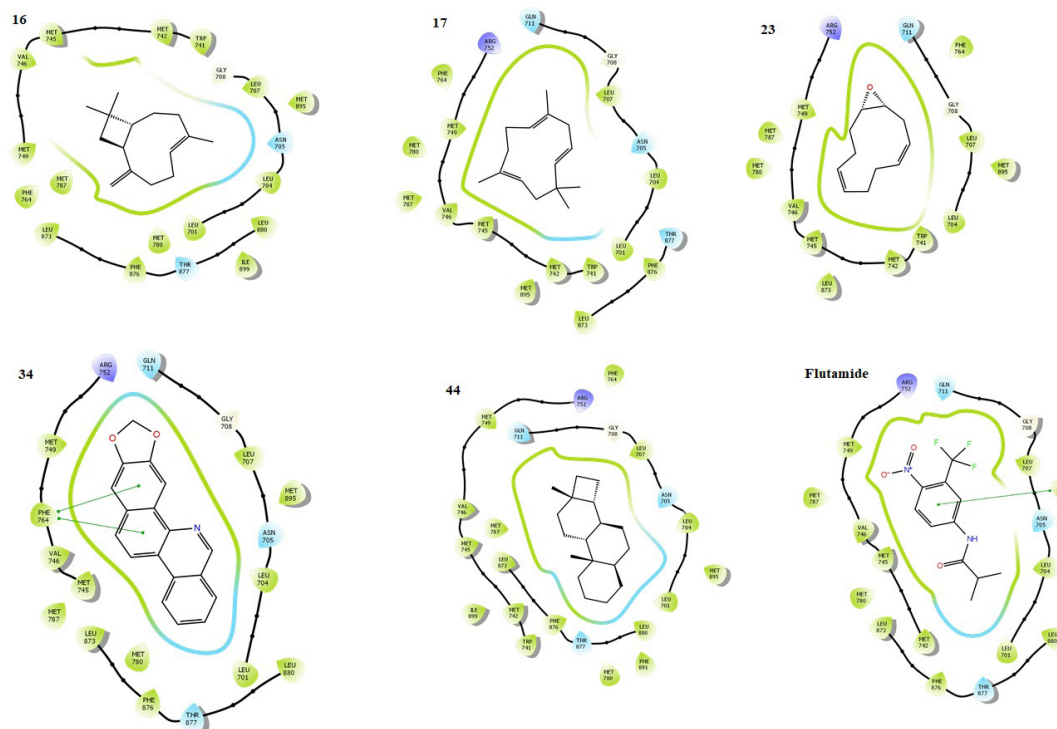 16
MET
745
MET
742
TRP
741
VAL
746
GLY
708
LEU
707
MET
895
ASN
705
MET
749
MET
787
PHE
764
LEU
704
LEU
701
LEU
880
LEU
873
MET
780
PHE
876
THR
877
ILE
899
17
GLN
711
ARG
752
GLY
708
PHE
764
LEU
707
MET
749
MET
780
ASN
705
LEU
704
MET
787
VAL
746
MET
745
THR
877
LEU
701
MET
742
TRP
741
PHE
876
MET
895
LEU
873
23
ARG
752
GLN
711
PHE
764
O
MET
749
GLY
708
MET
787
LEU
707
MET
780
MET
895
VAL
746
LEU
704
MET
745
TRP
741
MET
742
LEU
873
34
ARG
752
GLN
711
GLY
708
O
O
MET
749
LEU
707
MET
895
PHE
764
N
ASN
705
VAL
746
MET
745
LEU
704
MET
787
LEU
873
MET
780
LEU
701
LEU
880
PHE
876
THR
877
44
PHE
764
ARG
752
MET
749
GLN
711
GLY
708
LEU
707
ASN
705
VAL
746
MET
787
LEU
704
MET
745
LEU
873
MET
895
LEU
701
ILE
899
MET
742
PHE
876
LEU
880
TRP
741
THR
877
PHE
891
MET
780
Flutamide
ARG
752
GLN
711
GLY
708
MET
749
O
F
F
F
O-
N+
LEU
707
MET
787
ASN
705
VAL
746
MET
745
NH
O
LEU
704
MET
780
LEU
873
MET
742
LEU
701
LEU
880
PHE
876
THR
877